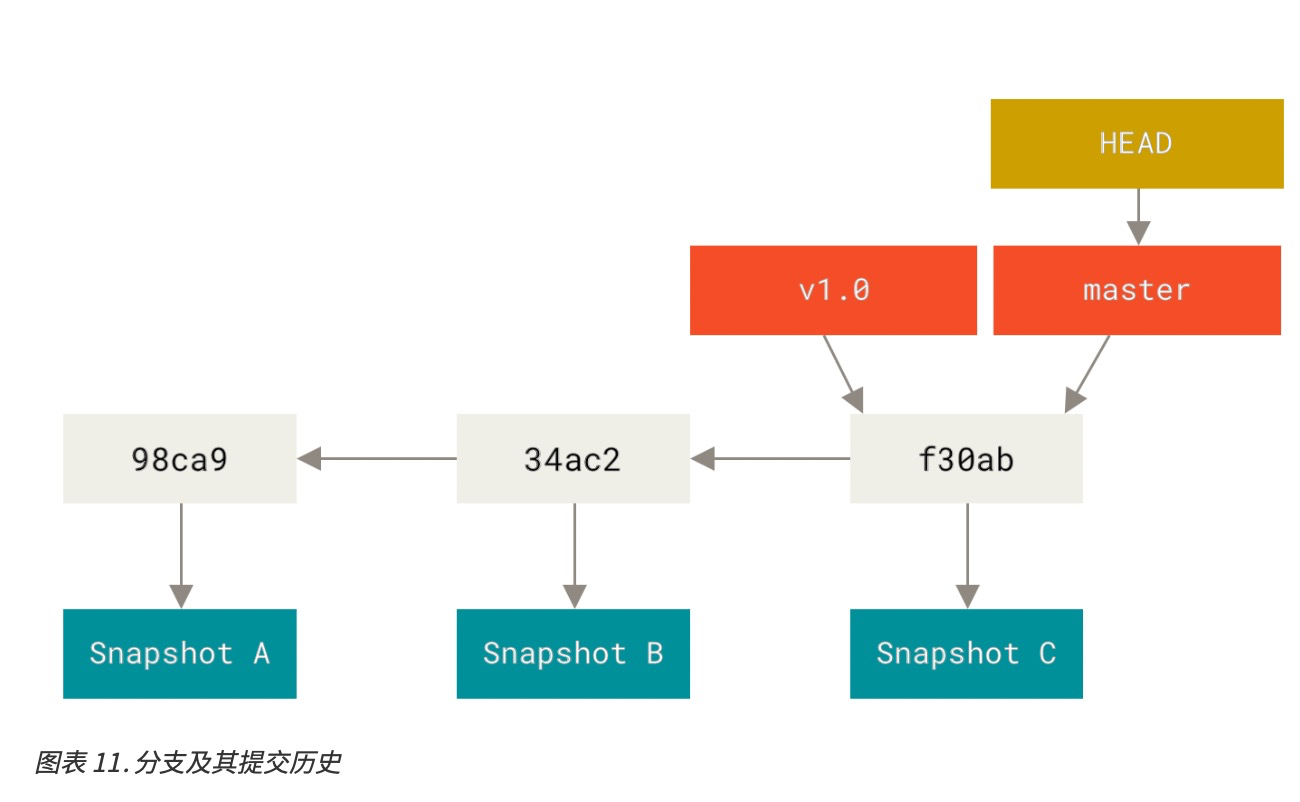 HEAD
v1.0 master
98ca9 34ac2 f30ab
Snapshot A Snapshot B Snapshot C
图表 11. 分支及其提交历史